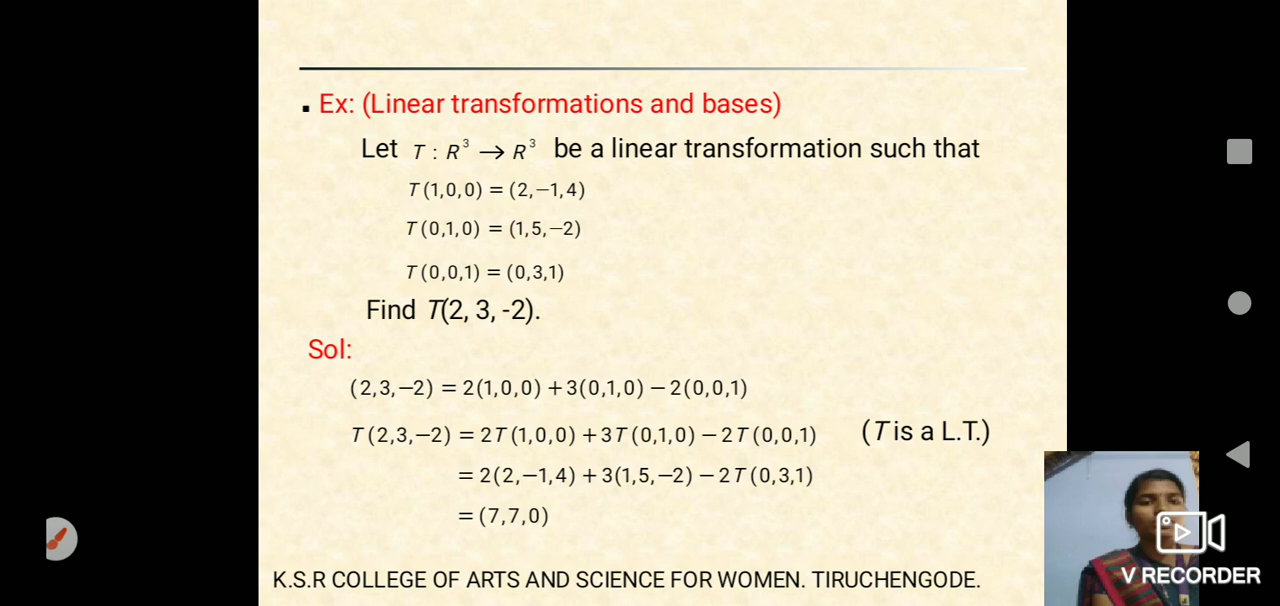 Ex: (Linear transformations and bases)
Let T : R³ → R³ be a linear transformation such that
T(1,0,0) = (2,−1,4)
T(0,1,0) = (1,5,−2)
T(0,0,1) = (0,3,1)
Find T(2, 3, -2).
Sol:
(2,3,−2) = 2(1,0,0) + 3(0,1,0) − 2(0,0,1)
T(2,3,−2) = 2T(1,0,0) + 3T(0,1,0) − 2T(0,0,1) (T is a L.T.)
= 2(2,−1,4) + 3(1,5,−2) − 2T(0,3,1)
= (7,7,0)
K.S.R COLLEGE OF ARTS AND SCIENCE FOR WOMEN. TIRUCHENGODE.
V RECORDER